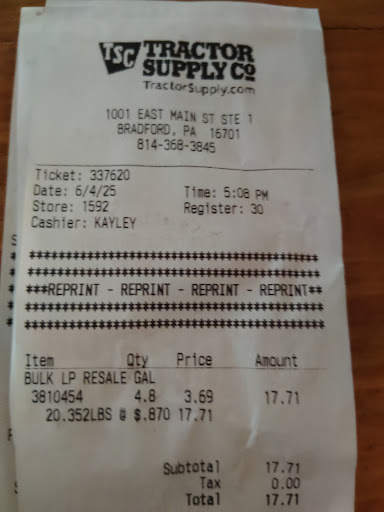 TSC TRACTOR
SUPPLY CO
TractorSupply.com
1001 EAST MAIN ST STE 1
BRADFORD, PA 16701
814-368-3845
Ticket: 337620
Date: 6/4/25 Time: 5:08 PM
Store: 1592 Register: 30
Cashier: KAYLEY
****************************************
****************************************
***REPRINT - REPRINT - REPRINT - REPRINT**
****************************************
****************************************
Item Qty Price Amount
BULK LP RESALE GAL
3810454 4.8 3.69 17.71
20.352LBS @ $.870 17.71
Subtotal 17.71
Tax 0.00
Total 17.71